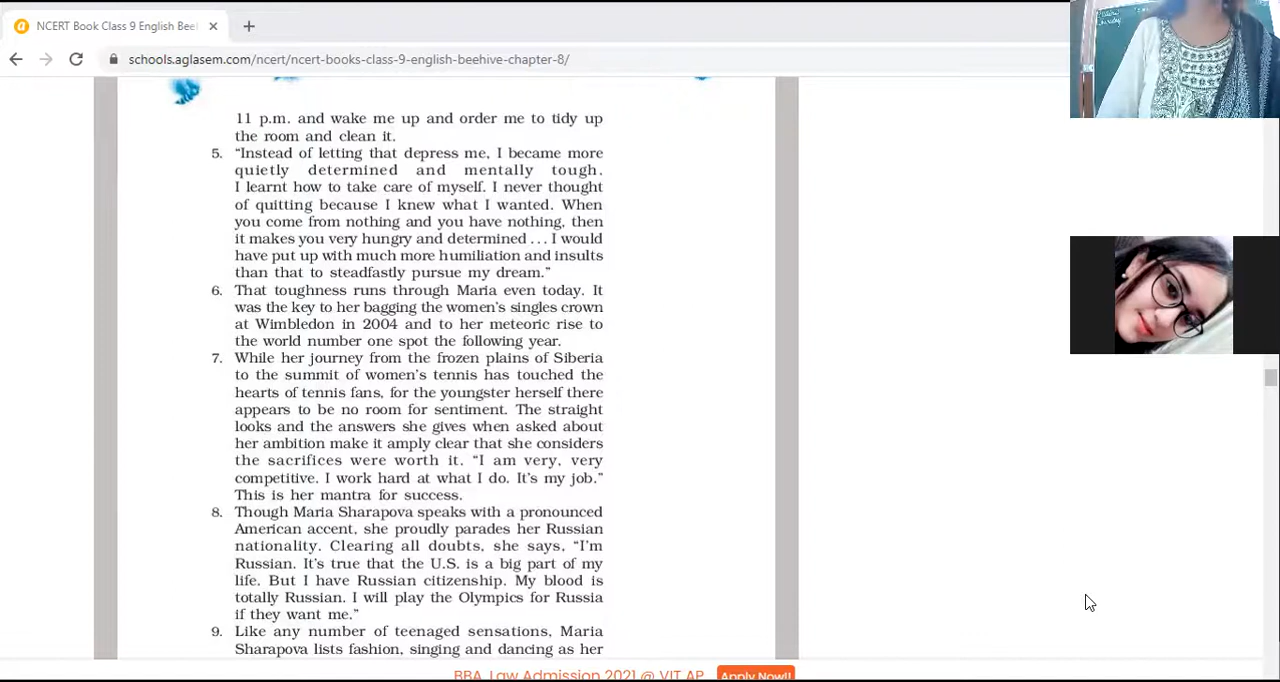 NCERT Book Class 9 English Bee
schools.aglasem.com/ncert/ncert-books-class-9-english-beehive-chapter-8/
11 p.m. and wake me up and order me to tidy up
the room and clean it.
5. “Instead of letting that depress me, I became more
quietly determined and mentally tough.
I learnt how to take care of myself. I never thought
of quitting because I knew what I wanted. When
you come from nothing and you have nothing, then
it makes you very hungry and determined ... I would
have put up with much more humiliation and insults
than that to steadfastly pursue my dream.”
6. That toughness runs through Maria even today. It
was the key to her bagging the women’s singles crown
at Wimbledon in 2004 and to her meteoric rise to
the world number one spot the following year.
7. While her journey from the frozen plains of Siberia
to the summit of women’s tennis has touched the
hearts of tennis fans, for the youngster herself there
appears to be no room for sentiment. The straight
looks and the answers she gives when asked about
her ambition make it amply clear that she considers
the sacrifices were worth it. “I am very, very
competitive. I work hard at what I do. It’s my job.”
This is her mantra for success.
8. Though Maria Sharapova speaks with a pronounced
American accent, she proudly parades her Russian
nationality. Clearing all doubts, she says, “I’m
Russian. It’s true that the U.S. is a big part of my
life. But I have Russian citizenship. My blood is
totally Russian. I will play the Olympics for Russia
if they want me.”
9. Like any number of teenaged sensations, Maria
Sharapova lists fashion, singing and dancing as her
BBA, Law Admission 2021 @ VIT AP Apply Now!!